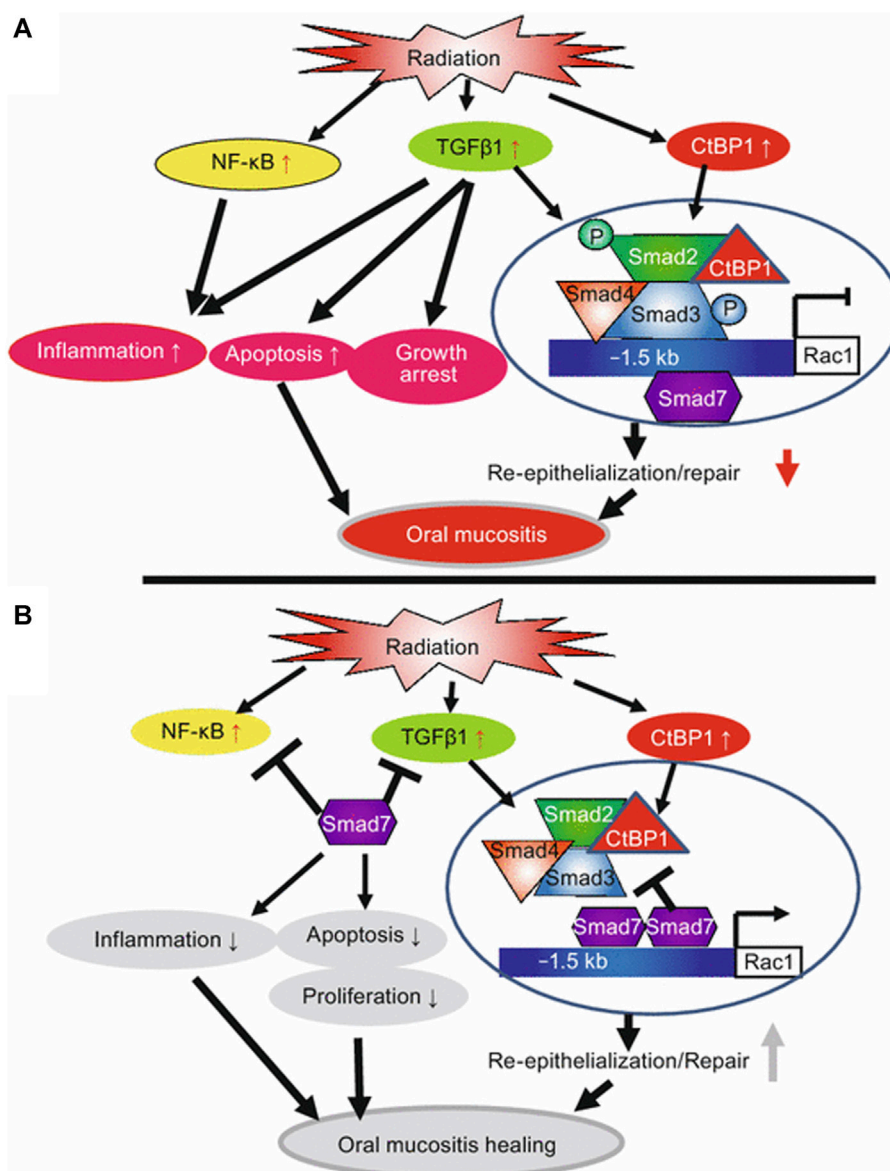 A
Radiation
NF-κB ↑
TGFβ1 ↑
CtBP1 ↑
P
Smad2
CtBP1
Smad4
Smad3
P
Inflammation ↑
Apoptosis ↑
Growth
arrest
−1.5 kb
Rac1
Smad7
Re-epithelialization/repair
Oral mucositis
B
Radiation
NF-κB ↑
TGFβ1 ↑
CtBP1 ↑
Smad7
Smad2
CtBP1
Smad4
Smad3
Smad7
Smad7
Inflammation ↓
Apoptosis ↓
−1.5 kb
Rac1
Proliferation ↓
Re-epithelialization/Repair
Oral mucositis healing